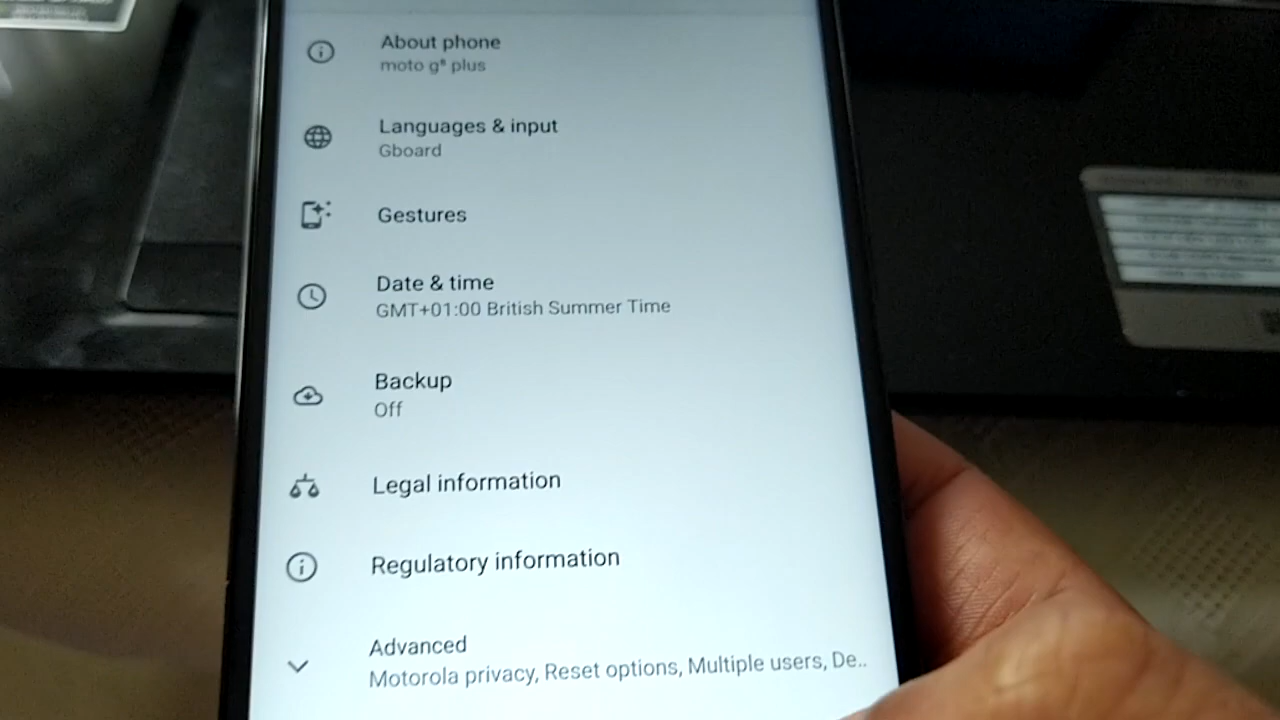 About phone
moto g⁸ plus
Languages & input
Gboard
Gestures
Date & time
GMT+01:00 British Summer Time
Backup
Off
Legal information
Regulatory information
Advanced
Motorola privacy, Reset options, Multiple users, De..